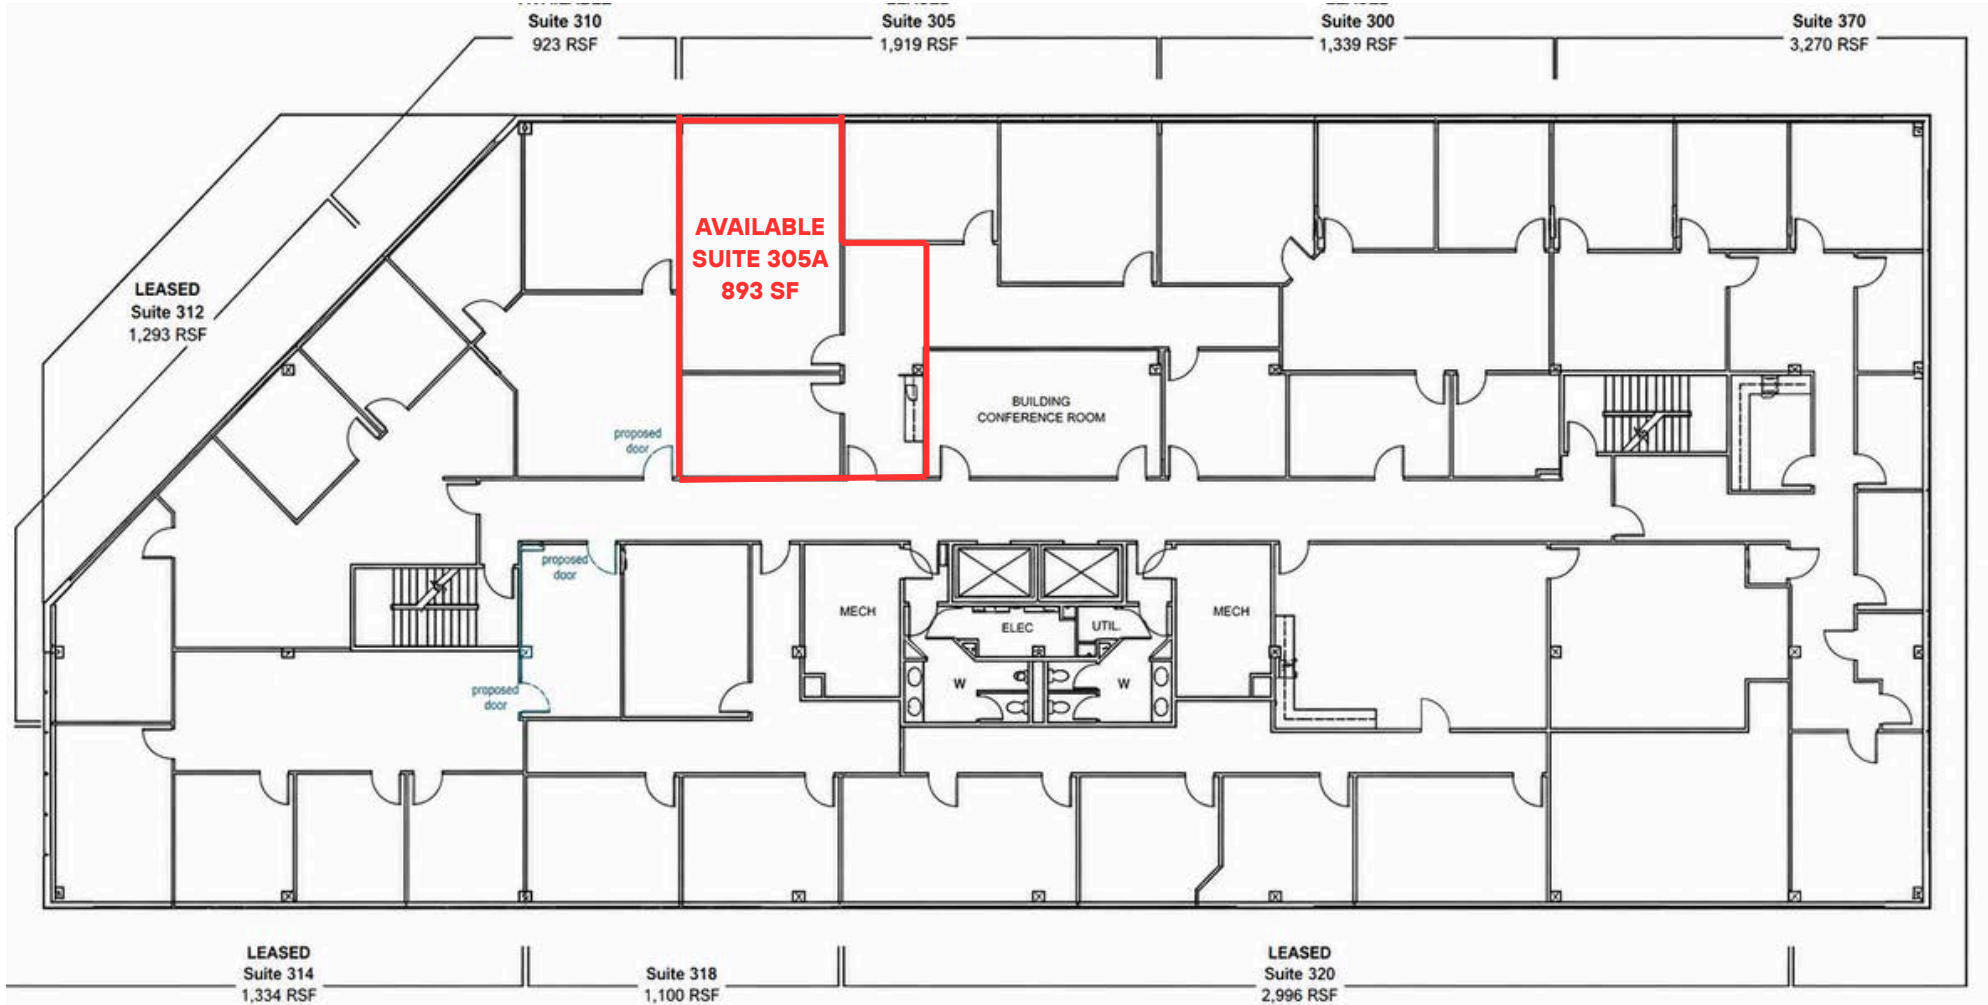 AVAILABLE
Suite 310
923 RSF
LEASED
Suite 305
1,919 RSF
LEASED
Suite 300
1,339 RSF
Suite 370
3,270 RSF
LEASED
Suite 312
1,293 RSF
AVAILABLE
SUITE 305A
893 SF
BUILDING
CONFERENCE ROOM
proposed
door
proposed
door
MECH
ELEC
UTIL.
MECH
W
W
proposed
door
LEASED
Suite 314
1,334 RSF
Suite 318
1,100 RSF
LEASED
Suite 320
2,996 RSF